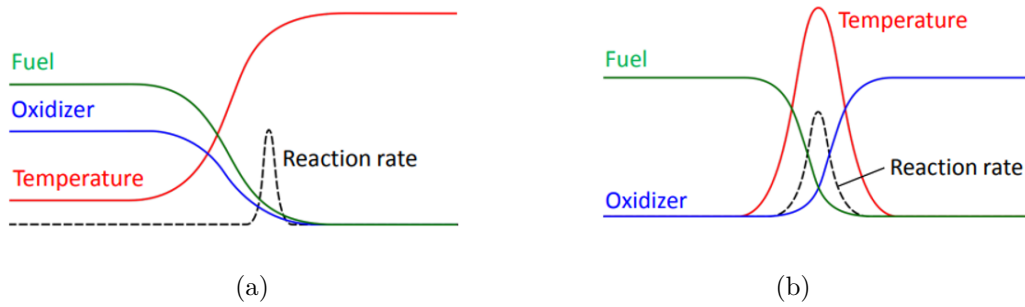 Fuel
Oxidizer
Temperature
Reaction rate
(a)
Temperature
Fuel
Reaction rate
Oxidizer
(b)